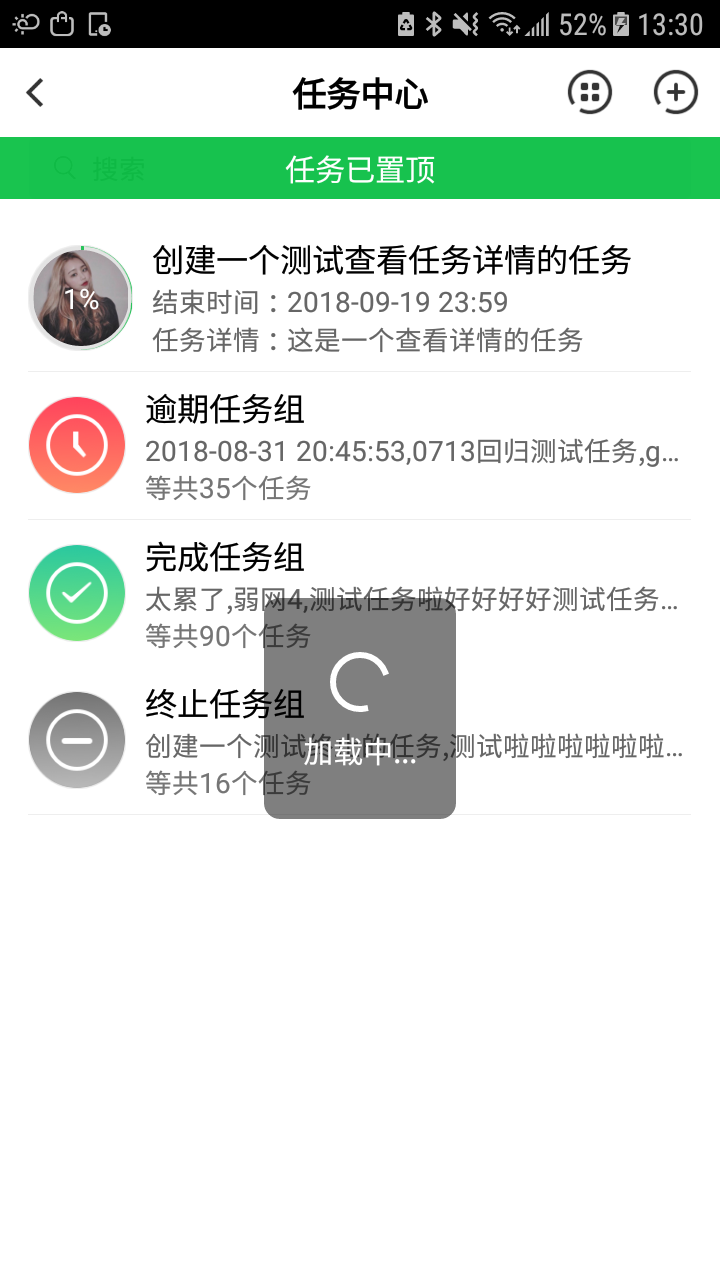 52% 13:30
任务中心
搜索
任务已置顶
创建一个测试查看任务详情的任务
1%
结束时间：2018-09-19 23:59
任务详情：这是一个查看详情的任务
逾期任务组
2018-08-31 20:45:53,0713回归测试任务,g...
等共35个任务
完成任务组
太累了,弱网4,测试任务啦好好好好测试任务...
等共90个任务
终止任务组
创建一个测试终止的任务,测试啦啦啦啦啦啦...
等共16个任务
加载中...